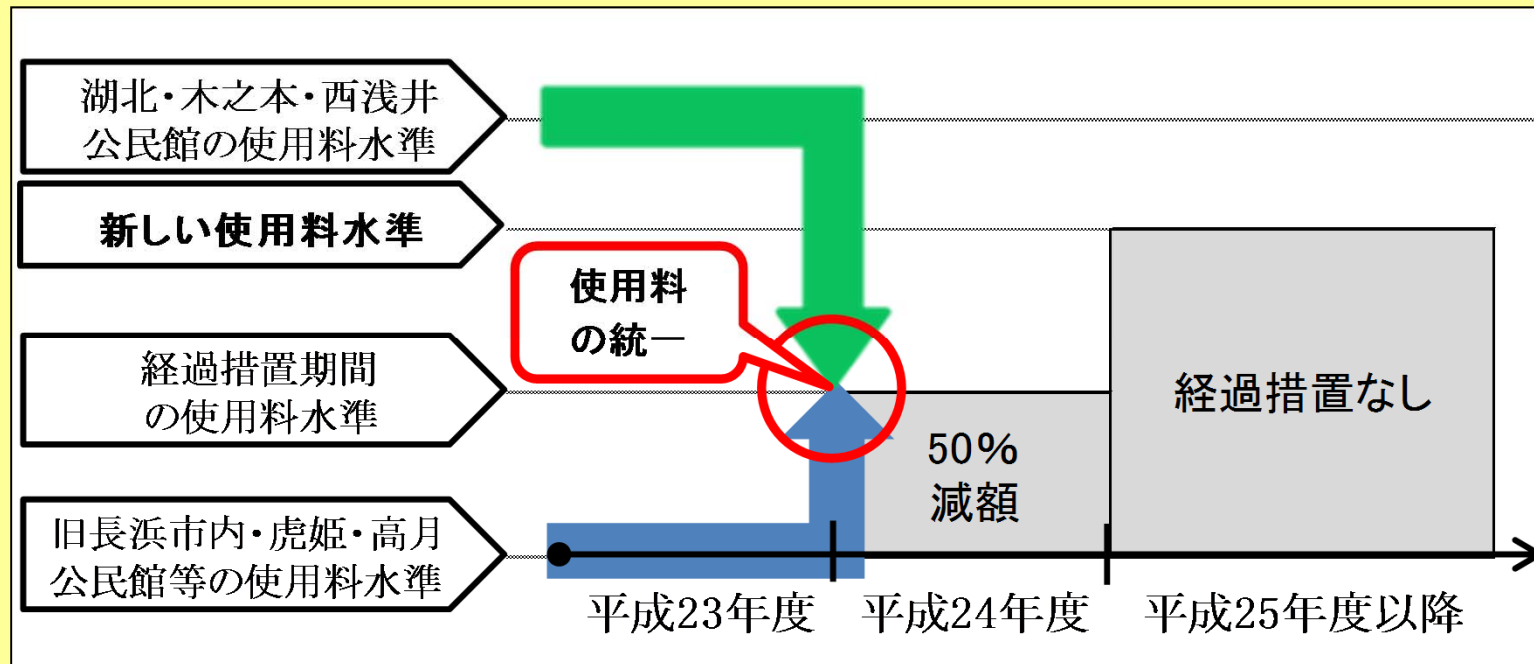 湖北・木之本・西浅井
公民館の使用料水準
新しい使用料水準
使用料
の統一
経過措置期間
の使用料水準
経過措置なし
50%
減額
旧長浜市内・虎姫・高月
公民館等の使用料水準
平成23年度
平成24年度
平成25年度以降